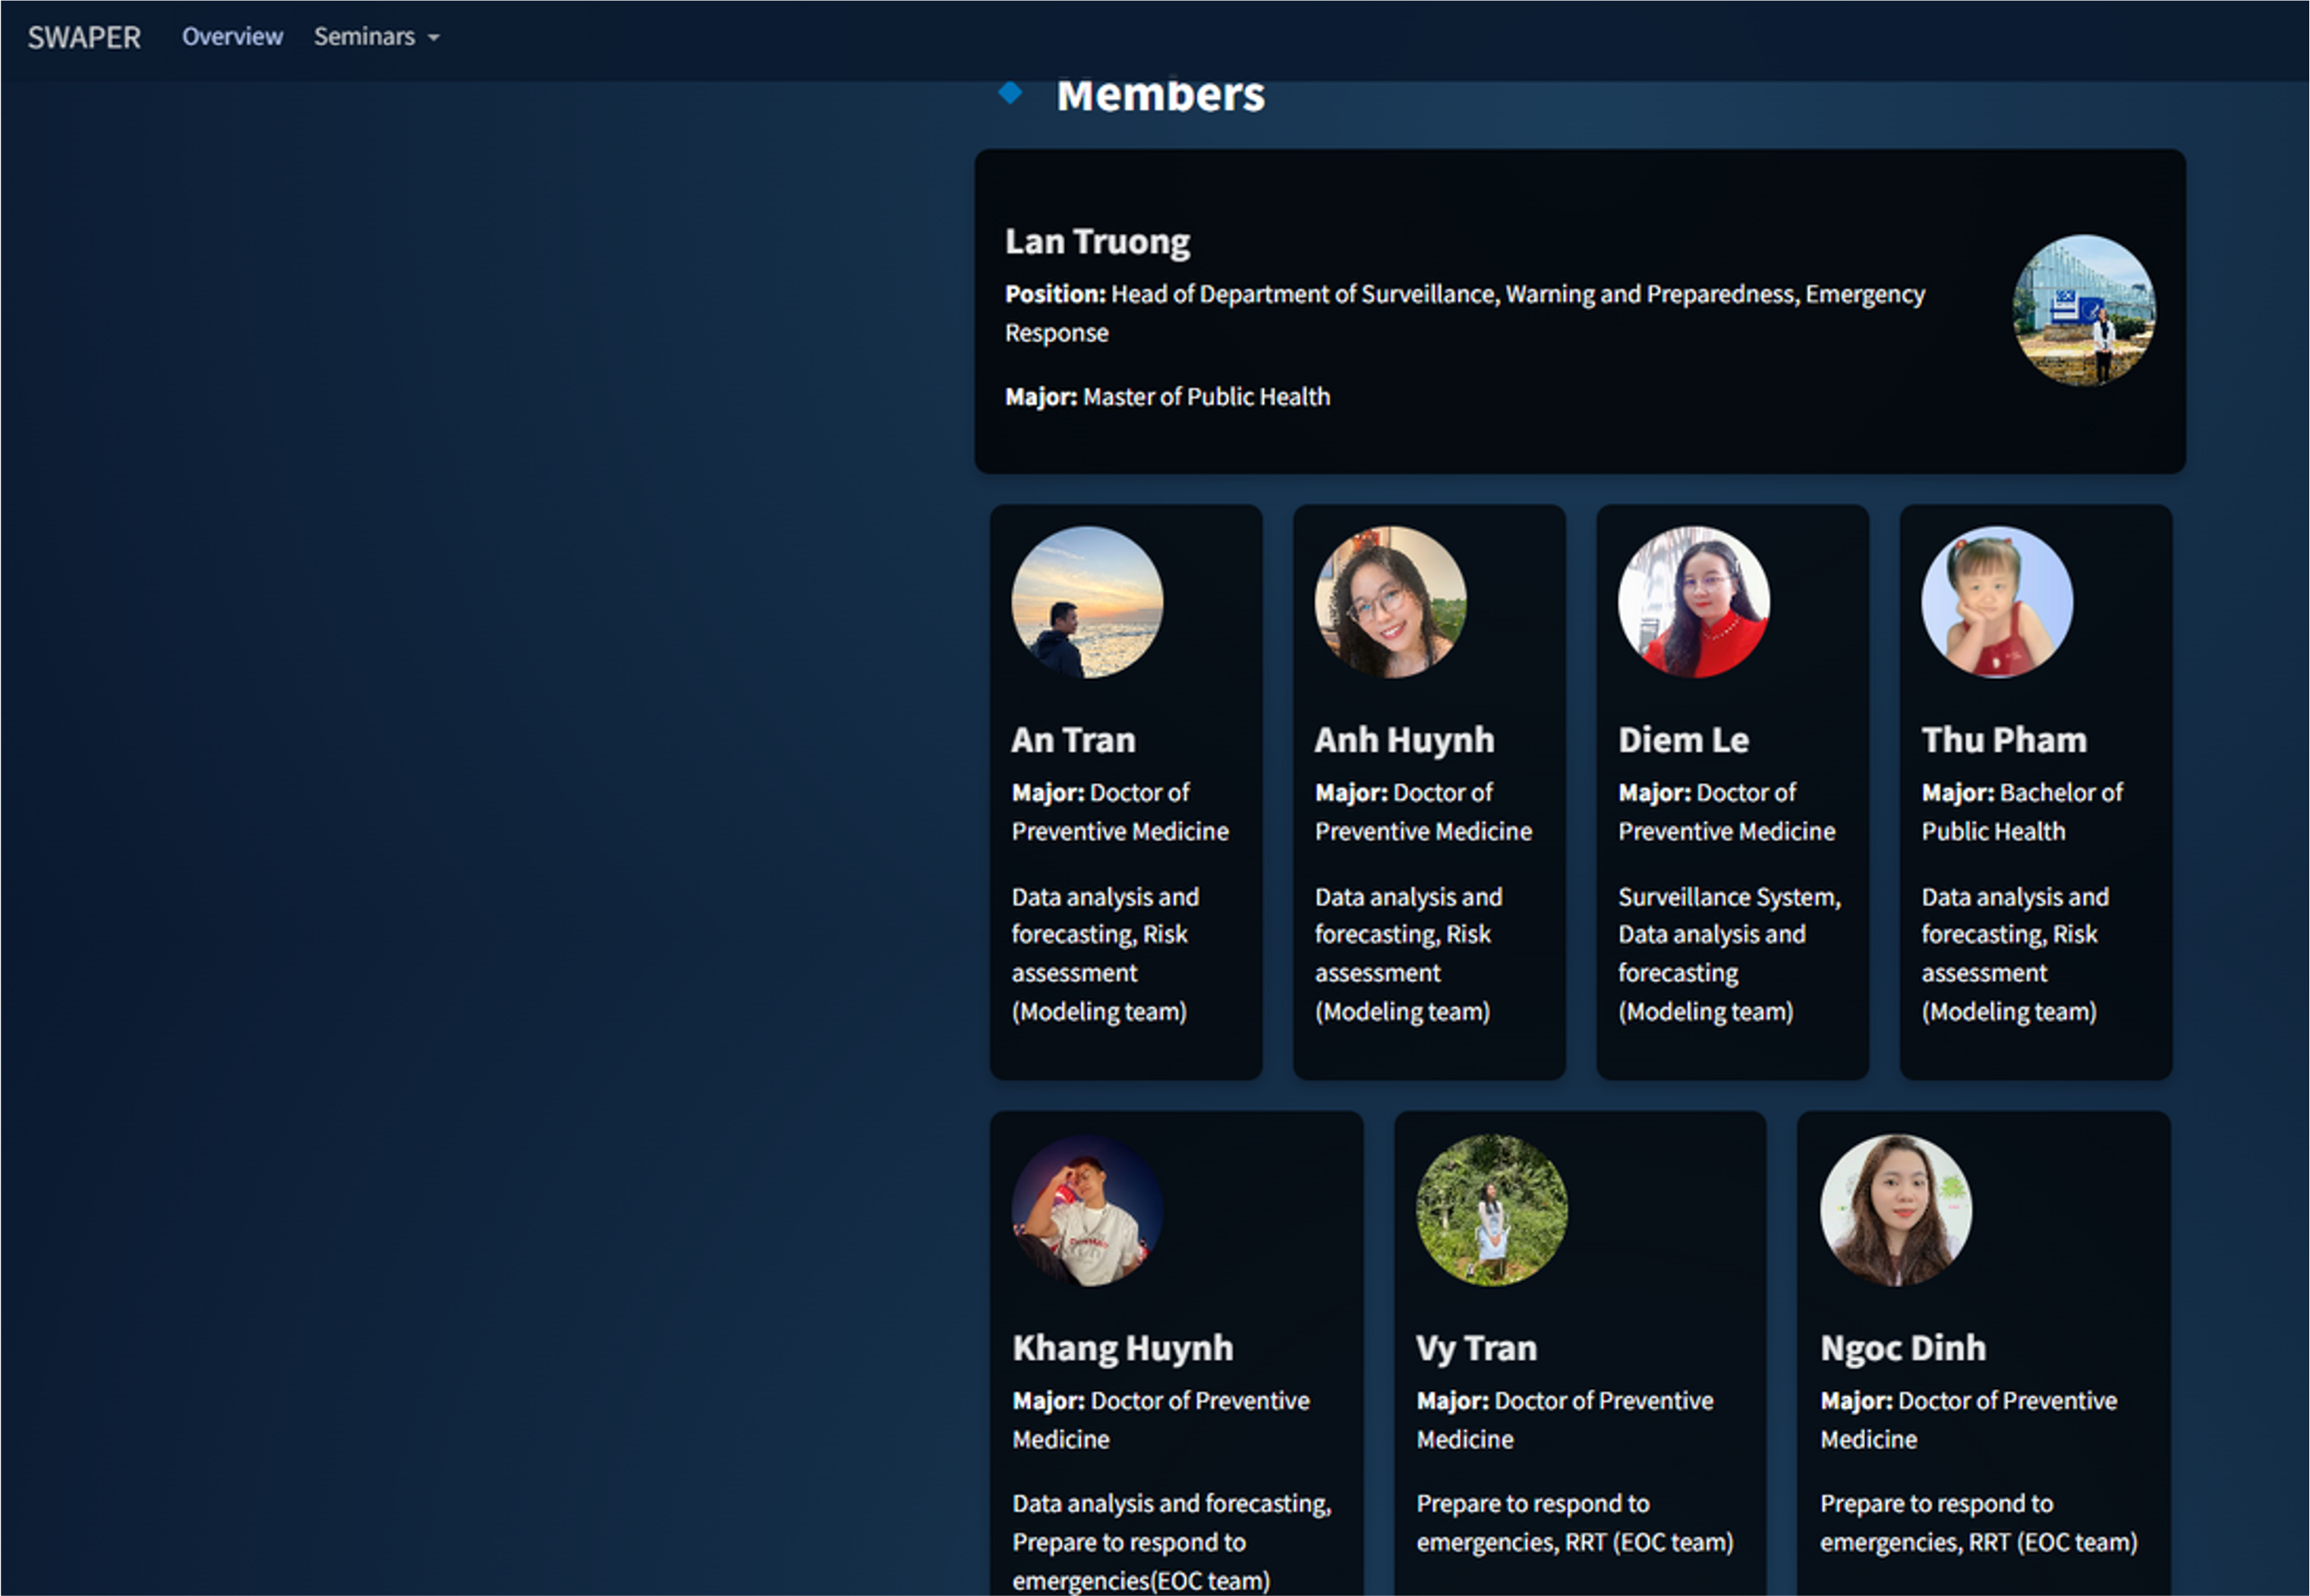 SWAPER Overview Seminars
Members
Lan Truong
Position: Head of Department of Surveillance, Warning and Preparedness, Emergency
Response
Major: Master of Public Health
An Tran
Major: Doctor of
Preventive Medicine
Data analysis and
forecasting, Risk
assessment
(Modeling team)
Anh Huynh
Major: Doctor of
Preventive Medicine
Data analysis and
forecasting, Risk
assessment
(Modeling team)
Diem Le
Major: Doctor of
Preventive Medicine
Surveillance System,
Data analysis and
forecasting
(Modeling team)
Thu Pham
Major: Bachelor of
Public Health
Data analysis and
forecasting, Risk
assessment
(Modeling team)
Khang Huynh
Major: Doctor of Preventive
Medicine
Data analysis and forecasting,
Prepare to respond to
emergencies(EOC team)
Vy Tran
Major: Doctor of Preventive
Medicine
Prepare to respond to
emergencies, RRT (EOC team)
Ngoc Dinh
Major: Doctor of Preventive
Medicine
Prepare to respond to
emergencies, RRT (EOC team)